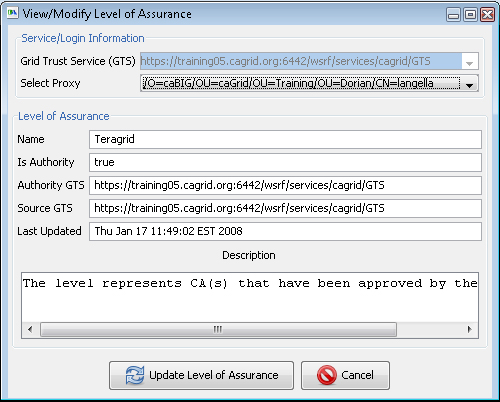 View/Modify Level of Assurance
Service/Login Information
Grid Trust Service (GTS) https://training05.cagrid.org:6442/wsrf/services/cagrid/GTS
Select Proxy /O=caBIG/OU=caGrid/OU=Training/OU=Dorian/CN=langella
Level of Assurance
Name Teragrid
Is Authority true
Authority GTS https://training05.cagrid.org:6442/wsrf/services/cagrid/GTS
Source GTS https://training05.cagrid.org:6442/wsrf/services/cagrid/GTS
Last Updated Thu Jan 17 11:49:02 EST 2008
Description
The level represents CA(s) that have been approved by the
Update Level of Assurance Cancel